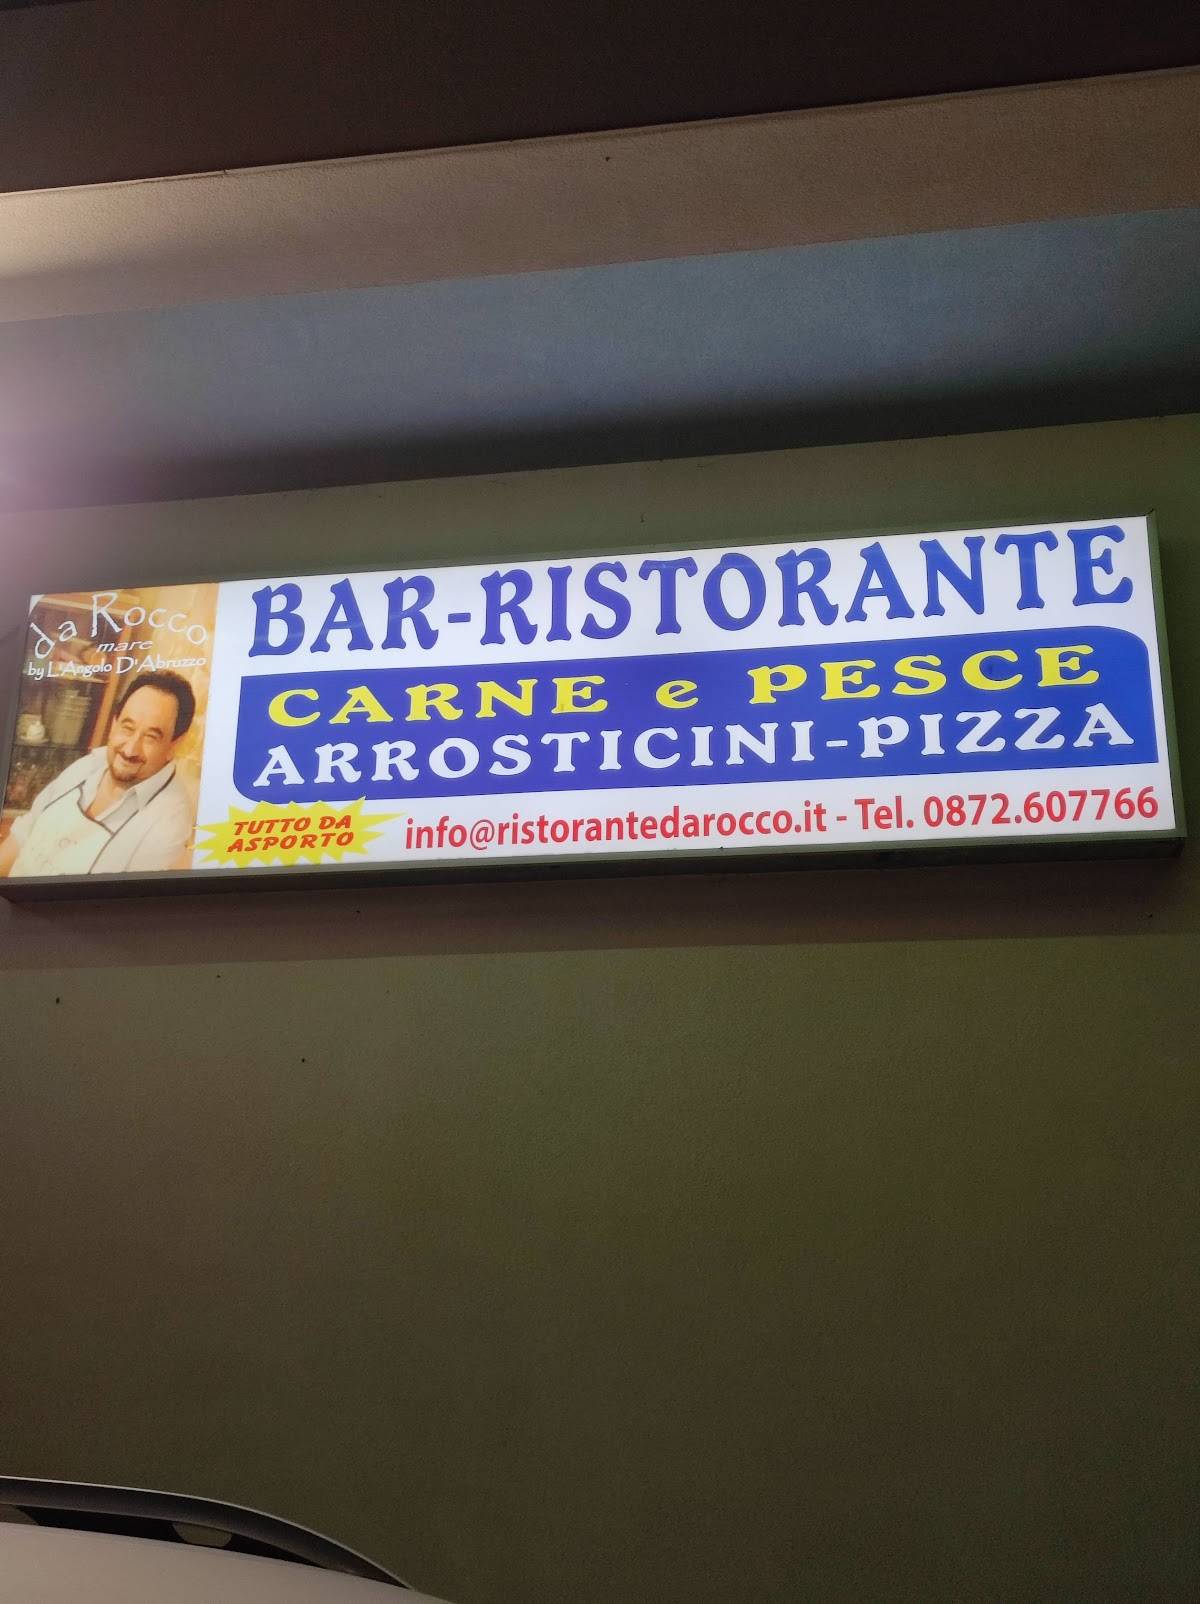 da Rocco
mare
by L'Angolo D'Abruzzo
BAR-RISTORANTE
CARNE e PESCE
ARROSTICINI-PIZZA
TUTTO DA
ASPORTO
info@ristorantedarocco.it - Tel. 0872.607766